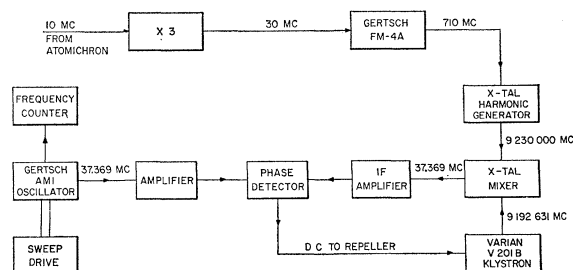 10 MC
FROM
ATOMICHRON
X 3
30 MC
GERTSCH
FM-4A
710 MC
X-TAL
HARMONIC
GENERATOR
9 230 000 MC
FREQUENCY
COUNTER
GERTSCH
AMI
OSCILLATOR
37.369 MC
AMPLIFIER
PHASE
DETECTOR
IF
AMPLIFIER
37.369 MC
X-TAL
MIXER
9 192 631 MC
D C TO REPELLER
SWEEP
DRIVE
VARIAN
V 201 B
KLYSTRON